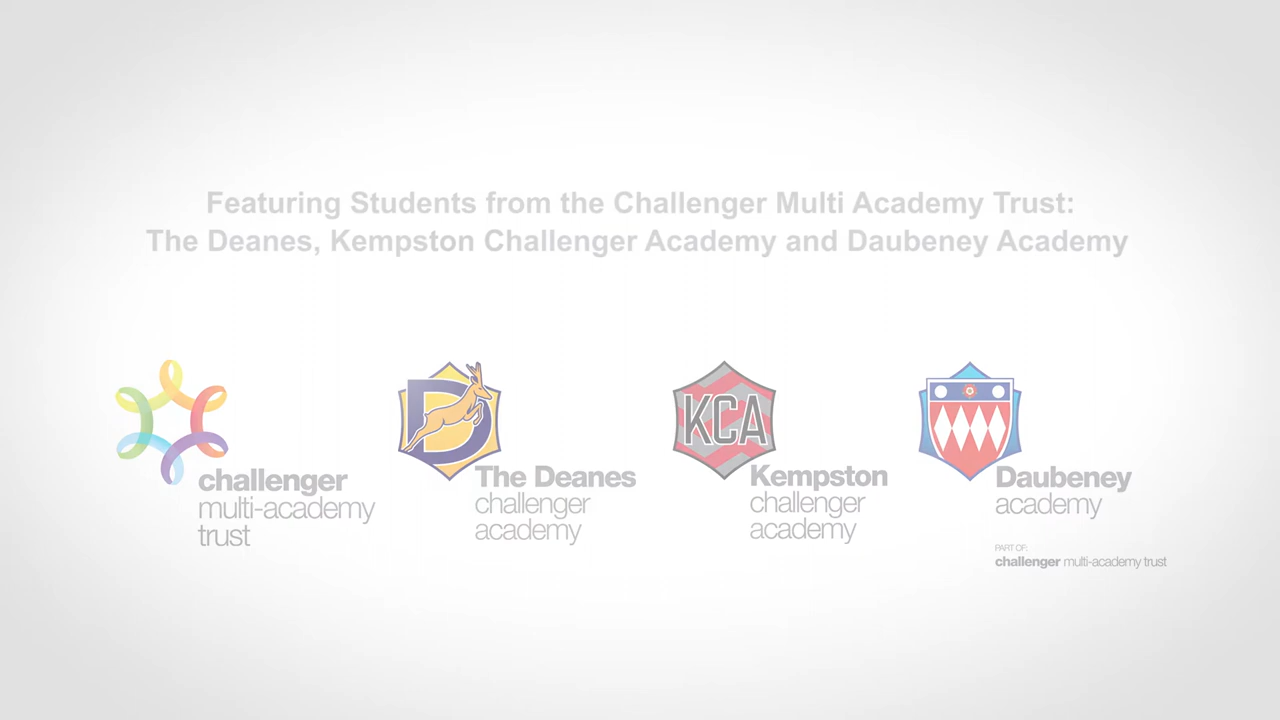 Featuring Students from the Challenger Multi Academy Trust:
The Deanes, Kempston Challenger Academy and Daubeney Academy
challenger
multi-academy
trust
D
The Deanes
challenger
academy
KCA
Kempston
challenger
academy
Daubeney
academy
PART OF:
challenger multi-academy trust